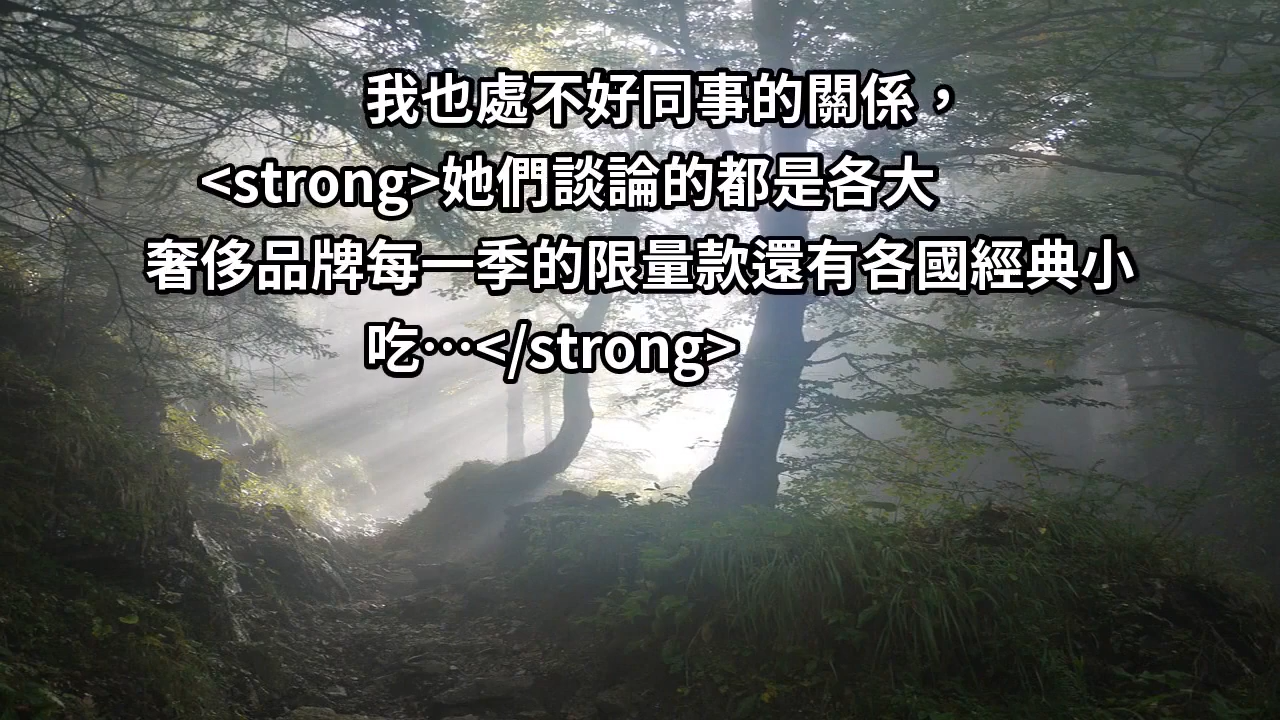 我也處不好同事的關係，
<strong>她們談論的都是各大
奢侈品牌每一季的限量款還有各國經典小
吃…</strong>